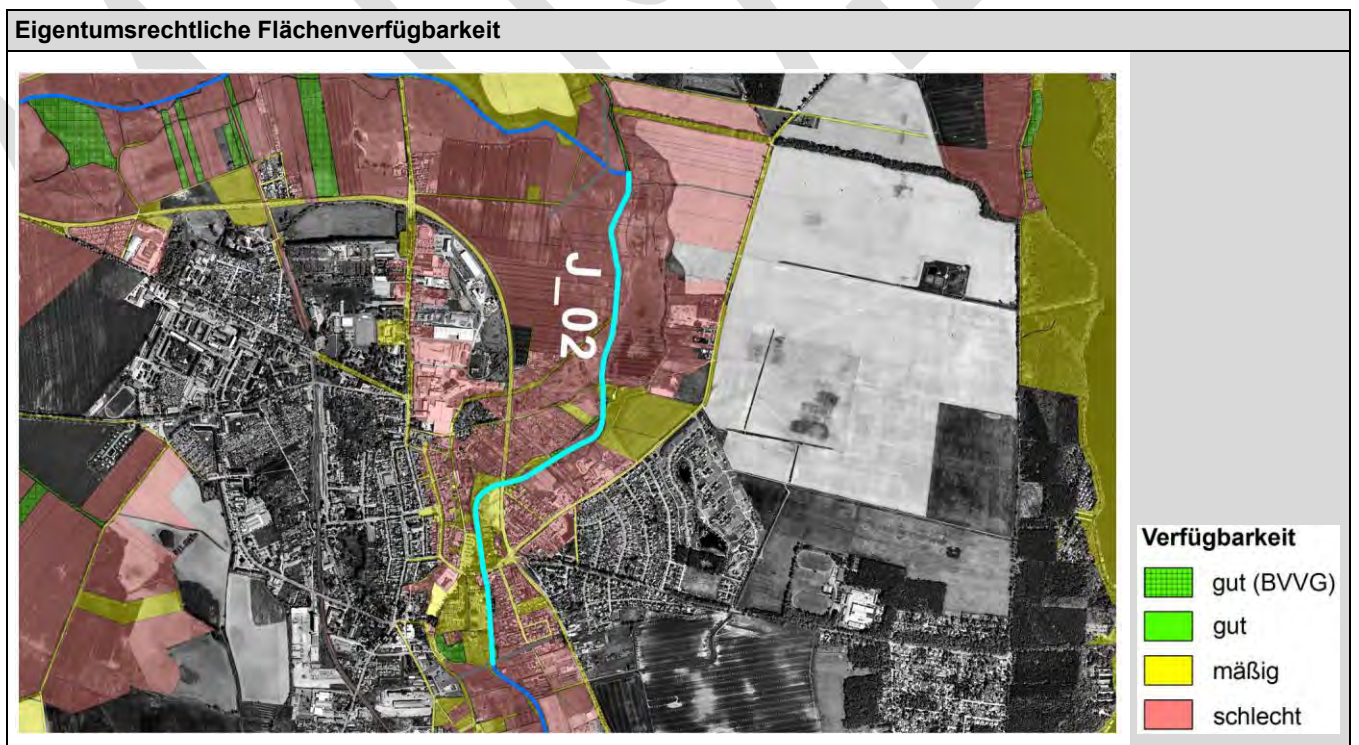 Eigentumsrechtliche Flächenverfügbarkeit
J_02
Verfügbarkeit
gut (BVVG)
gut
mäßig
schlecht